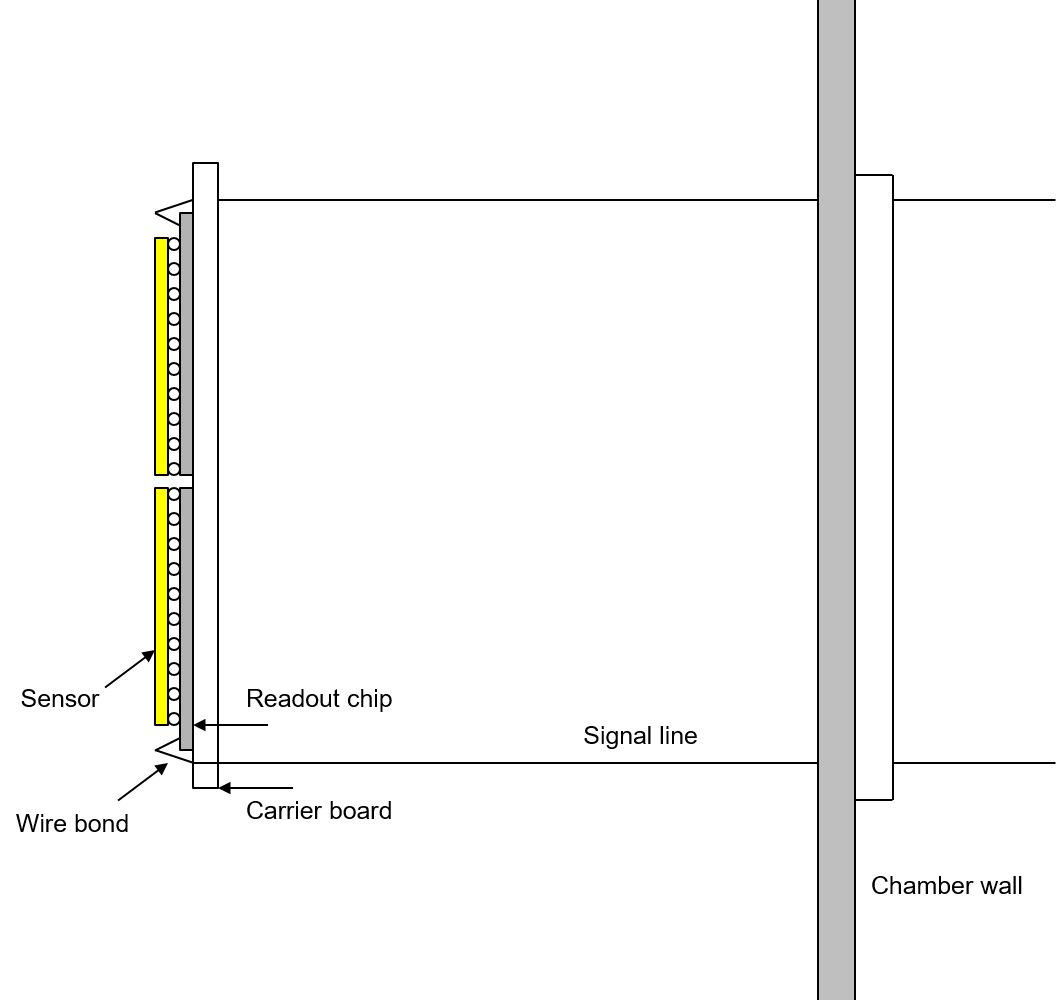 Sensor
Readout chip
Signal line
Wire bond
Carrier board
Chamber wall